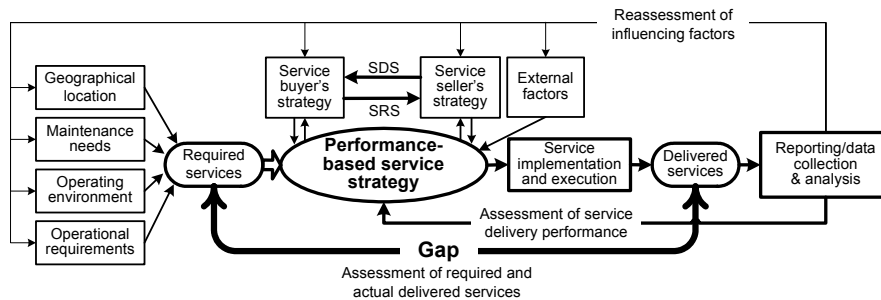 Reassessment of
influencing factors
Geographical
location
Maintenance
needs
Operating
environment
Operational
requirements
Required
services
Service
buyer's
strategy
SDS
SRS
Service
seller's
strategy
External
factors
Performance-
based service
strategy
Service
implementation
and execution
Delivered
services
Reporting/data
collection
& analysis
Assessment of service
delivery performance
Gap
Assessment of required and
actual delivered services